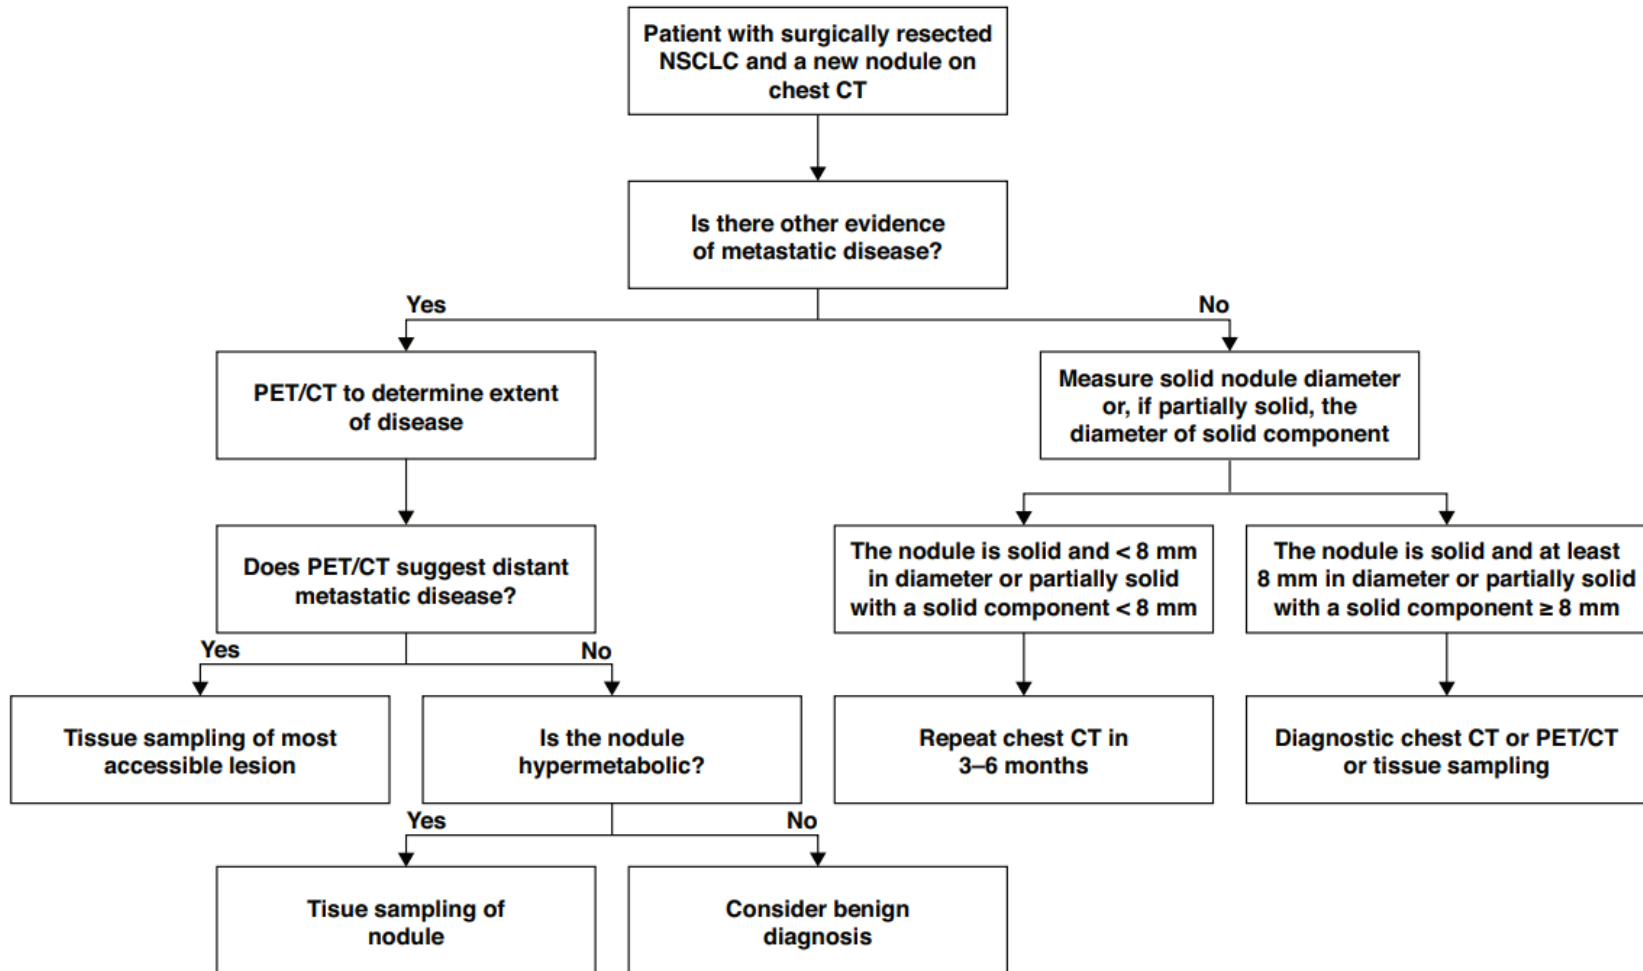 Patient with surgically resected
NSCLC and a new nodule on
chest CT
Is there other evidence
of metastatic disease?
Yes
No
PET/CT to determine extent
of disease
Measure solid nodule diameter
or, if partially solid, the
diameter of solid component
Does PET/CT suggest distant
metastatic disease?
The nodule is solid and < 8 mm
in diameter or partially solid
with a solid component < 8 mm
The nodule is solid and at least
8 mm in diameter or partially solid
with a solid component ≥ 8 mm
Yes
No
Tissue sampling of most
accessible lesion
Is the nodule
hypermetabolic?
Repeat chest CT in
3–6 months
Diagnostic chest CT or PET/CT
or tissue sampling
Yes
No
Tisue sampling of
nodule
Consider benign
diagnosis